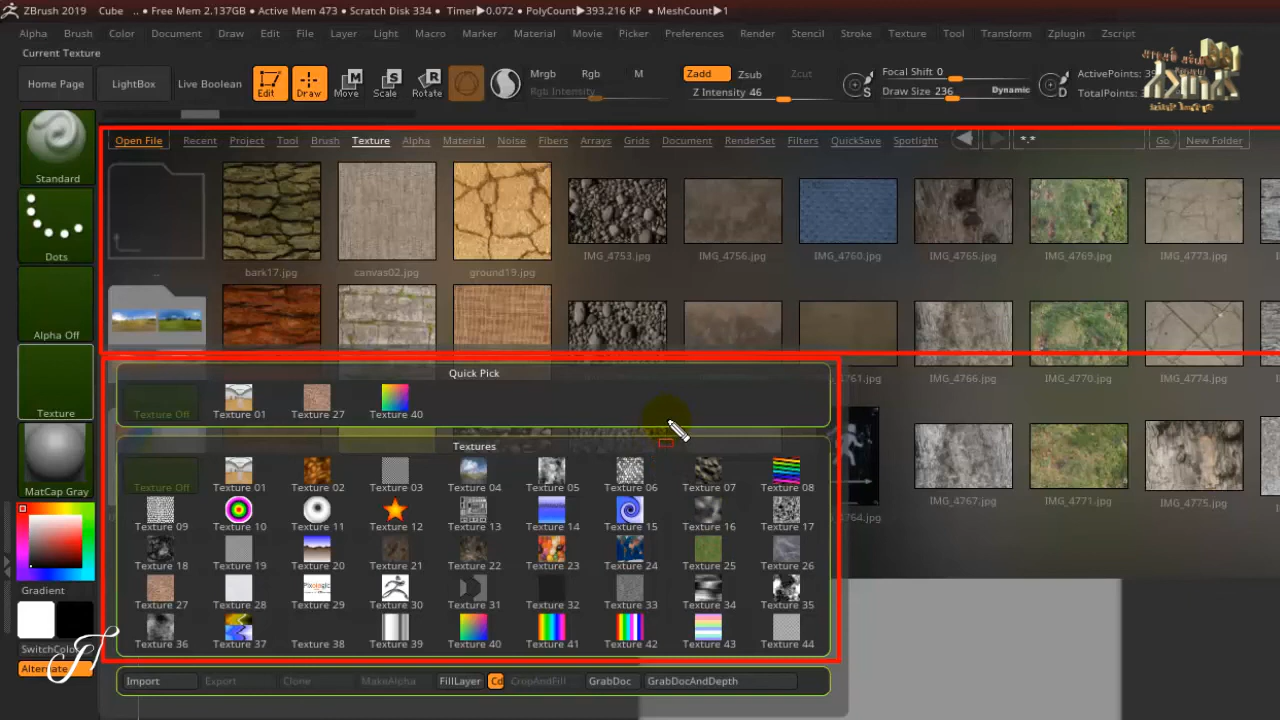 ZBrush 2019 Cube .. • Free Mem 2.137GB • Active Mem 473 • Scratch Disk 334 • Timer▶0.072 • PolyCount▶393.216 KP • MeshCount▶1
Alpha Brush Color Document Draw Edit File Layer Light Macro Marker Material Movie Picker Preferences Render Stencil Stroke Texture Tool Transform Zplugin Zscript
Current Texture
Home Page LightBox Live Boolean Edit Draw Move Scale Rotate
Mrgb Rgb M Zadd Zsub Zcut Focal Shift 0 ActivePoints: 39
Rgb Intensity Z Intensity 46 Draw Size 236 Dynamic TotalPoints:
Open File Recent Project Tool Brush Texture Alpha Material Noise Fibers Arrays Grids Document RenderSet Filters QuickSave Spotlight *.* Go New Folder
Standard
Dots
Alpha Off
Texture
MatCap Gray
Gradient
SwitchColor
Alternate
.. bark17.jpg canvas02.jpg ground19.jpg IMG_4753.jpg IMG_4756.jpg IMG_4760.jpg IMG_4765.jpg IMG_4769.jpg IMG_4773.jpg
4761.jpg IMG_4766.jpg IMG_4770.jpg IMG_4774.jpg
4764.jpg IMG_4767.jpg IMG_4771.jpg IMG_4775.jpg
Quick Pick
Texture Off Texture 01 Texture 27 Texture 40
Textures
Texture Off Texture 01 Texture 02 Texture 03 Texture 04 Texture 05 Texture 06 Texture 07 Texture 08
Texture 09 Texture 10 Texture 11 Texture 12 Texture 13 Texture 14 Texture 15 Texture 16 Texture 17
Texture 18 Texture 19 Texture 20 Texture 21 Texture 22 Texture 23 Texture 24 Texture 25 Texture 26
Texture 27 Texture 28 Texture 29 Texture 30 Texture 31 Texture 32 Texture 33 Texture 34 Texture 35
Texture 36 Texture 37 Texture 38 Texture 39 Texture 40 Texture 41 Texture 42 Texture 43 Texture 44
Import Export Clone MakeAlpha FillLayer Cd CropAndFill GrabDoc GrabDocAndDepth